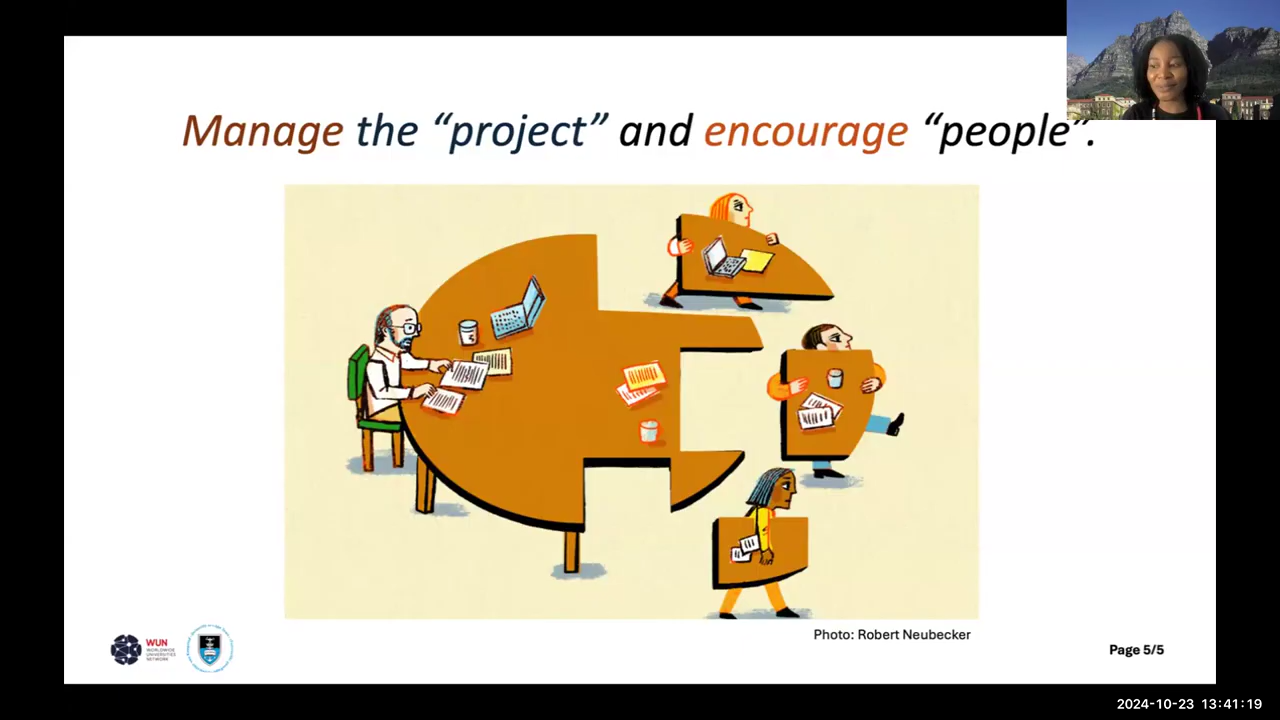 Manage the “project” and encourage “people”.
Photo: Robert Neubecker
WUN
WORLDWIDE
UNIVERSITIES
NETWORK
Page 5/5
2024-10-23 13:41:19